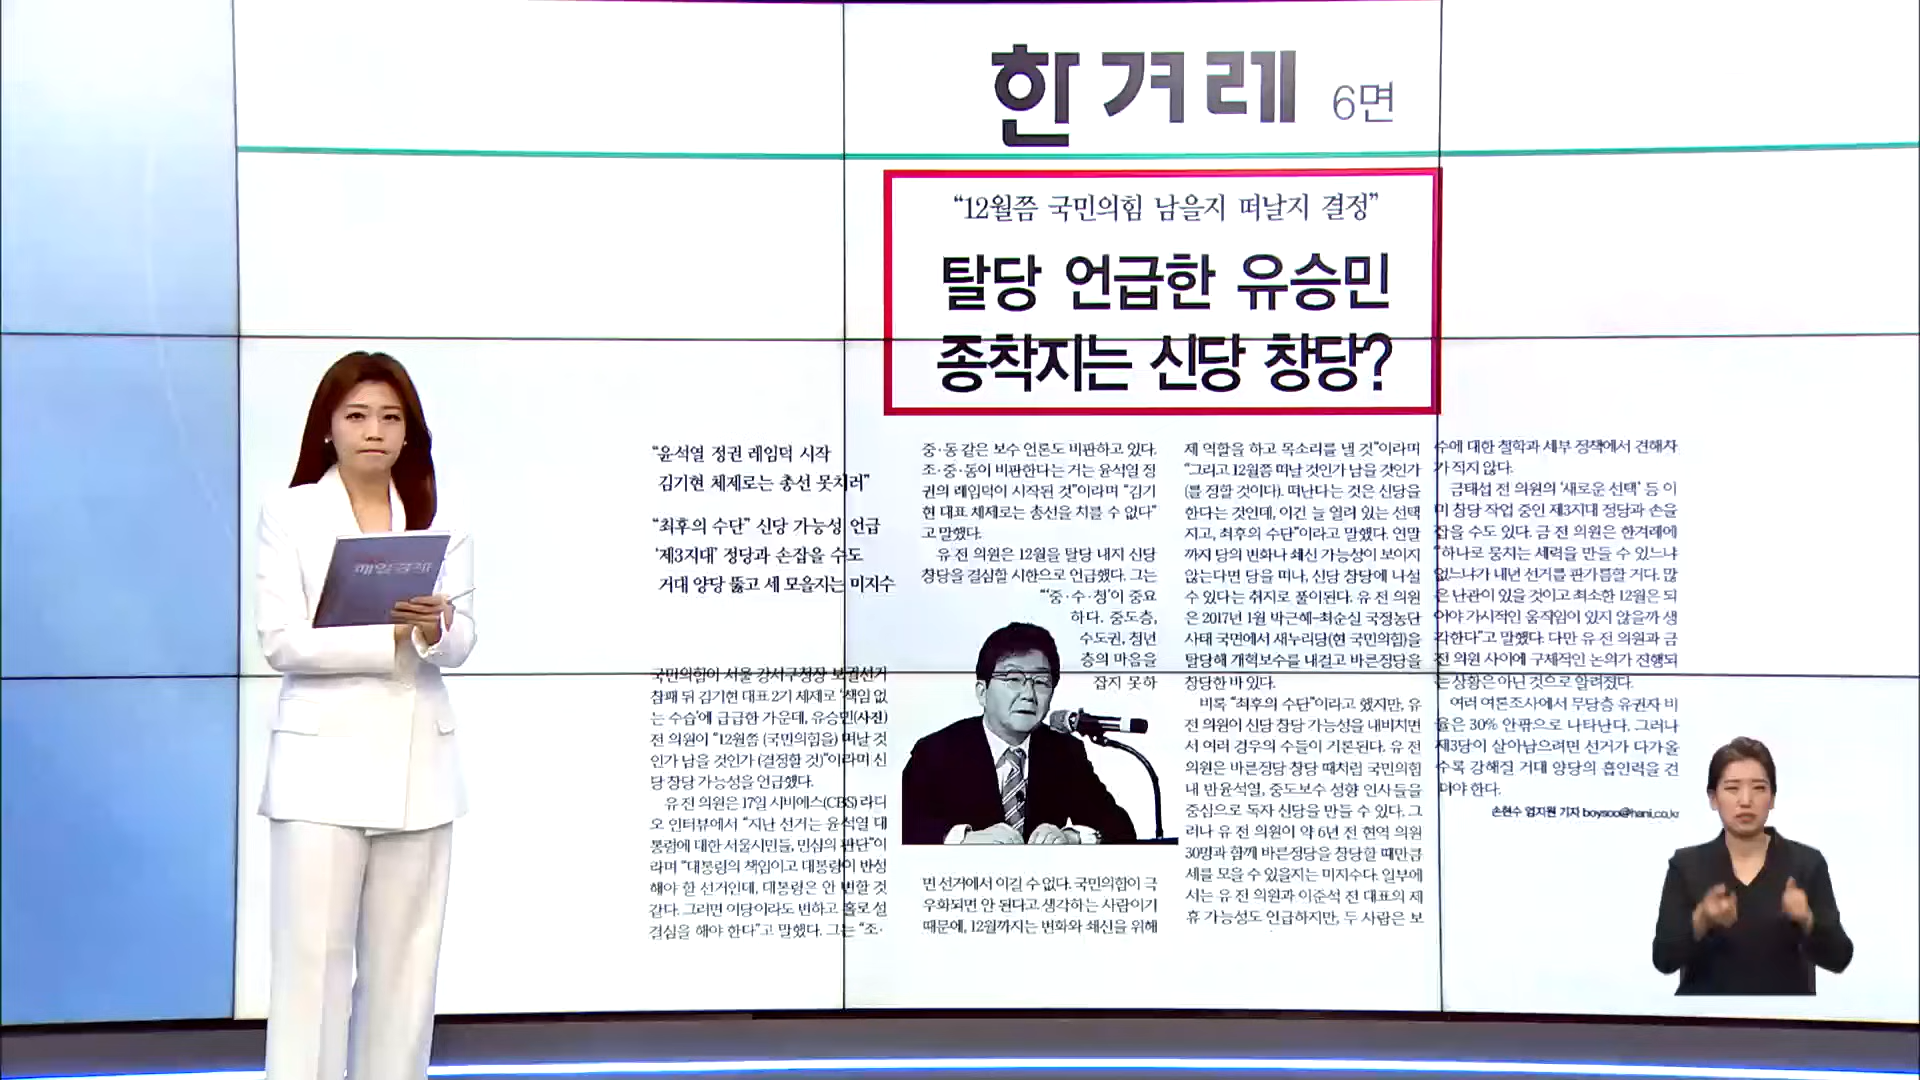 한겨레 6면
“12월쯤 국민의힘 남을지 떠날지 결정”
탈당 언급한 유승민
종착지는 신당 창당?
“윤석열 정권 레임덕 시작
김기현 체제로는 총선 못치러”
“최후의 수단” 신당 가능성 언급
‘제3지대’ 정당과 손잡을 수도
거대 양당 뚫고 세 모을지는 미지수
국민의힘이 서울 강서구청장 보궐선거
참패 뒤 김기현 대표 2기 체제로 ‘책임 없
는 수습’에 급급한 가운데, 유승민(사진)
전 의원이 “12월쯤 (국민의힘을) 떠날 것
인가 남을 것인가 (결정할 것)”이라며 신
당 창당 가능성을 언급했다.
유 전 의원은 17일 시비에스(CBS) 라디
오 인터뷰에서 “지난 선거는 윤석열 대
통령에 대한 서울시민들, 민심의 판단”이
라며 “대통령의 책임이고 대통령이 반성
해야 할 선거인데, 대통령은 안 변할 것
같다. 그러면 이당이라도 변하고 홀로 설
결심을 해야 한다”고 말했다. 그는 “조·
중·동 같은 보수 언론도 비판하고 있다.
조·중·동이 비판한다는 거는 윤석열 정
권의 레임덕이 시작된 것”이라며 “김기
현 대표 체제로는 총선을 치를 수 없다”
고 말했다.
유 전 의원은 12월을 탈당 내지 신당
창당을 결심할 시한으로 언급했다. 그는
“‘중·수·청’이 중요
하다. 중도층,
수도권, 청년
층의 마음을
잡지 못하
면 선거에서 이길 수 없다. 국민의힘이 극
우화되면 안 된다고 생각하는 사람이기
때문에, 12월까지는 변화와 쇄신을 위해
제 역할을 하고 목소리를 낼 것”이라며
“그리고 12월쯤 떠날 것인가 남을 것인가
(를 정할 것이다). 떠난다는 것은 신당을
한다는 것인데, 이건 늘 열려 있는 선택
지고, 최후의 수단”이라고 말했다. 연말
까지 당의 변화나 쇄신 가능성이 보이지
않는다면 당을 떠나, 신당 창당에 나설
수 있다는 취지로 풀이된다. 유 전 의원
은 2017년 1월 박근혜-최순실 국정농단
사태 국면에서 새누리당(현 국민의힘)을
탈당해 개혁보수를 내걸고 바른정당을
창당한 바 있다.
비록 “최후의 수단”이라고 했지만, 유
전 의원이 신당 창당 가능성을 내비치면
서 여러 경우의 수들이 거론된다. 유 전
의원은 바른정당 창당 때처럼 국민의힘
내 반윤석열, 중도보수 성향 인사들을
중심으로 독자 신당을 만들 수 있다. 그
러나 유 전 의원이 약 6년 전 현역 의원
30명과 함께 바른정당을 창당할 때만큼
세를 모을 수 있을지는 미지수다. 일부에
서는 유 전 의원과 이준석 전 대표의 제
휴 가능성도 언급하지만, 두 사람은 보
수에 대한 철학과 세부 정책에서 견해차
가 적지 않다.
금태섭 전 의원의 ‘새로운 선택’ 등 이
미 창당 작업 중인 제3지대 정당과 손을
잡을 수도 있다. 금 전 의원은 한겨레에
“하나로 뭉치는 세력을 만들 수 있느냐
없느냐가 내년 선거를 판가름할 거다. 많
은 난관이 있을 것이고 최소한 12월은 되
어야 가시적인 움직임이 있지 않을까 생
각한다”고 말했다. 다만 유 전 의원과 금
전 의원 사이에 구체적인 논의가 진행되
는 상황은 아닌 것으로 알려졌다.
여러 여론조사에서 무당층 유권자 비
율은 30% 안팎으로 나타난다. 그러나
제3당이 살아남으려면 선거가 다가올
수록 강해질 거대 양당의 흡인력을 견
뎌야 한다.
손현수 엄지원 기자 boysoo@hani.co.kr
매일경제